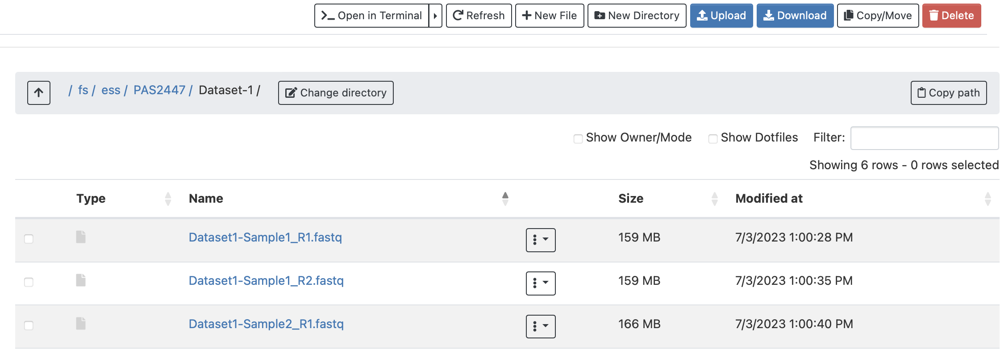 Open in Terminal Refresh New File New Directory Upload Download Copy/Move Delete
/ fs / ess / PAS2447 / Dataset-1 / Change directory Copy path
Show Owner/Mode Show Dotfiles Filter:
Showing 6 rows - 0 rows selected
Type Name Size Modified at
Dataset1-Sample1_R1.fastq 159 MB 7/3/2023 1:00:28 PM
Dataset1-Sample1_R2.fastq 159 MB 7/3/2023 1:00:35 PM
Dataset1-Sample2_R1.fastq 166 MB 7/3/2023 1:00:40 PM